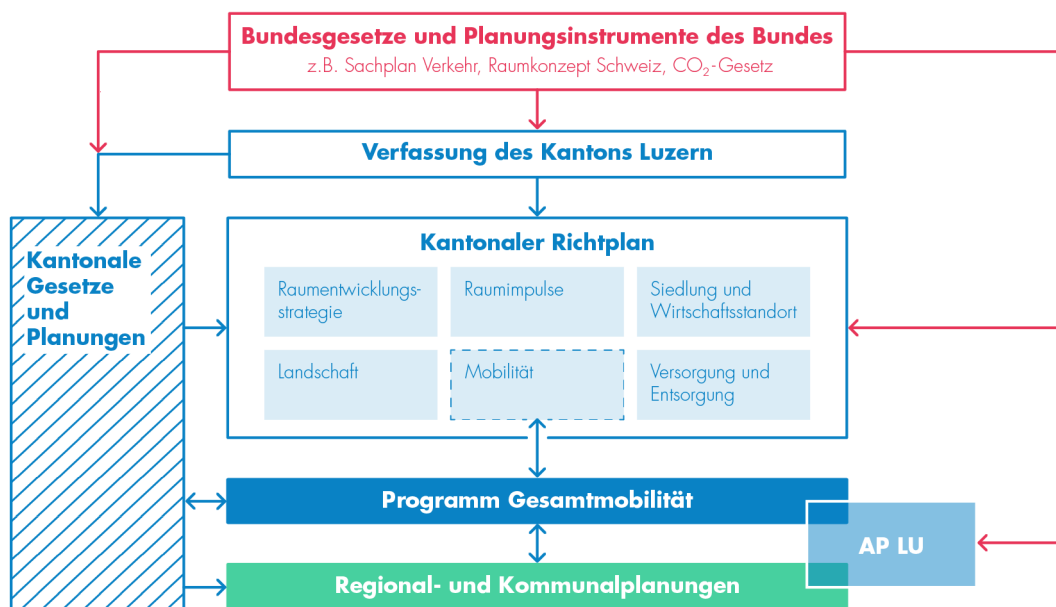 Bundesgesetze und Planungsinstrumente des Bundes
z.B. Sachplan Verkehr, Raumkonzept Schweiz, CO₂-Gesetz
Verfassung des Kantons Luzern
Kantonale
Gesetze
und
Planungen
Kantonaler Richtplan
Raumentwicklungs-
strategie
Raumimpulse
Siedlung und
Wirtschaftsstandort
Landschaft
Mobilität
Versorgung und
Entsorgung
Programm Gesamtmobilität
AP LU
Regional- und Kommunalplanungen